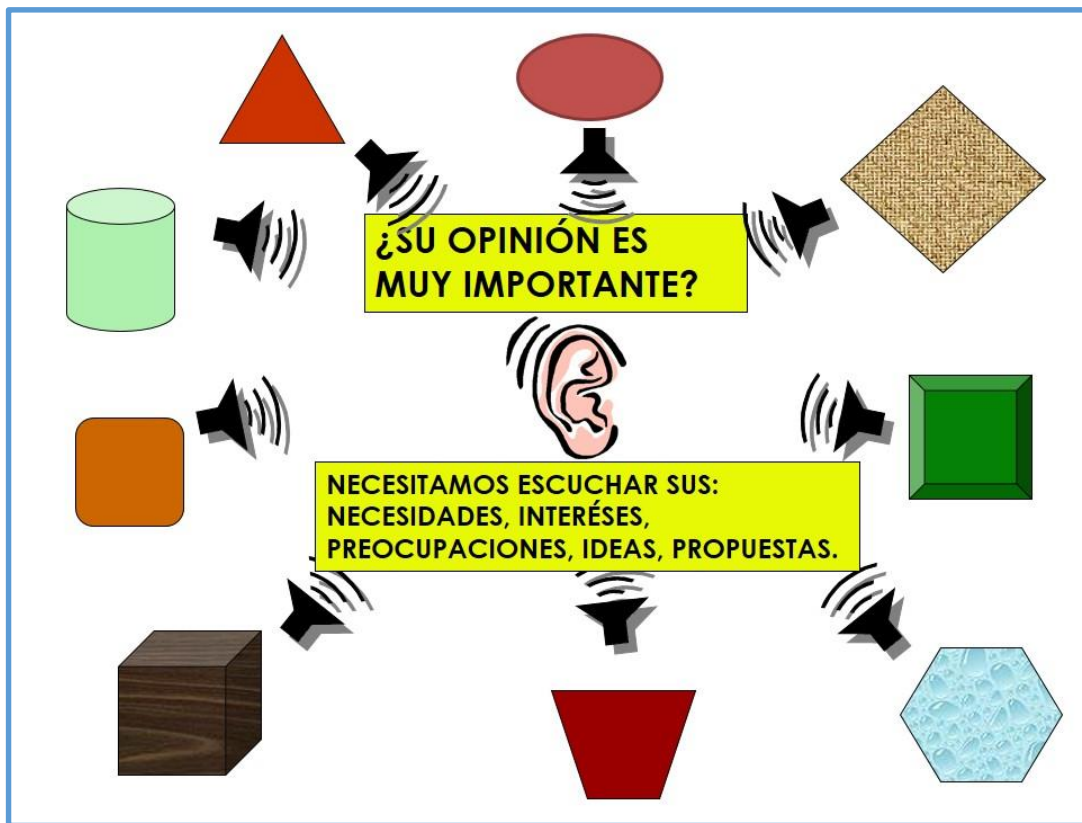 ¿SU OPINIÓN ES
MUY IMPORTANTE?
NECESITAMOS ESCUCHAR SUS:
NECESIDADES, INTERÉSES,
PREOCUPACIONES, IDEAS, PROPUESTAS.